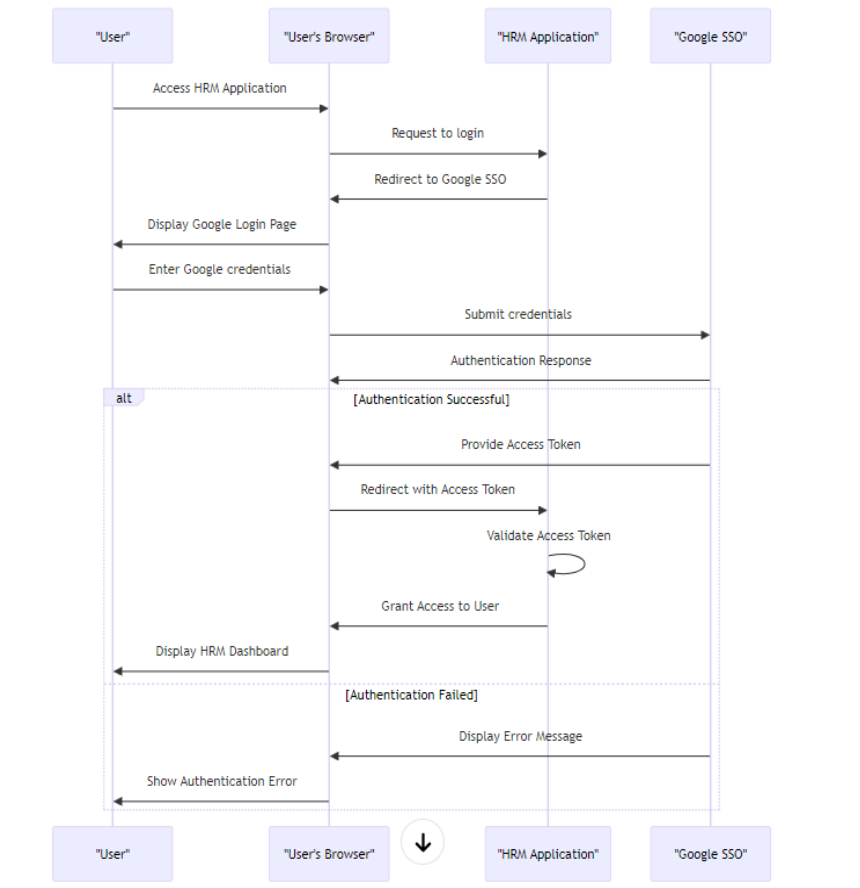 "User"
"User's Browser"
"HRM Application"
"Google SSO"
Access HRM Application
Request to login
Redirect to Google SSO
Display Google Login Page
Enter Google credentials
Submit credentials
Authentication Response
alt
[Authentication Successful]
Provide Access Token
Redirect with Access Token
Validate Access Token
Grant Access to User
Display HRM Dashboard
[Authentication Failed]
Display Error Message
Show Authentication Error
"User"
"User's Browser"
"HRM Application"
"Google SSO"